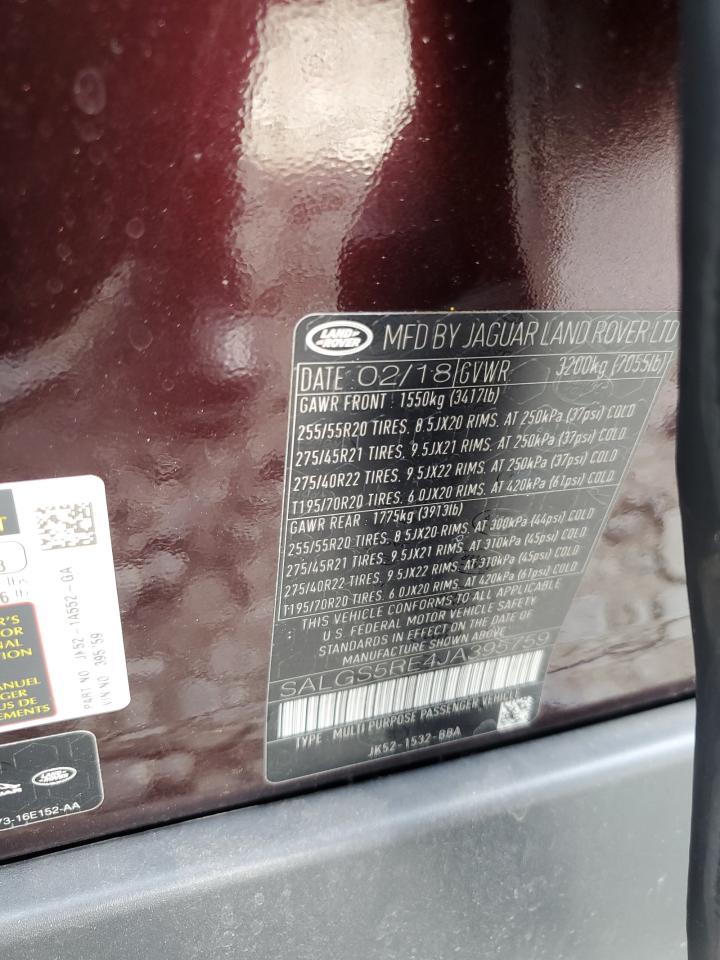 LAND ROVER
MFD BY JAGUAR LAND ROVER LTD
DATE 02/18 GVWR 3200kg (7055lb)
GAWR FRONT : 1550kg (3417lb)
255/55R20 TIRES. 8.5JX20 RIMS. AT 250kPa (37psi) COLD
275/45R21 TIRES. 9.5JX21 RIMS. AT 250kPa (37psi) COLD
275/40R22 TIRES. 9.5JX22 RIMS. AT 250kPa (37psi) COLD
T195/70R20 TIRES. 6.0JX20 RIMS. AT 420kPa (61psi) COLD
GAWR REAR : 1775kg (3913lb)
255/55R20 TIRES. 8.5JX20 RIMS. AT 300kPa (44psi) COLD
275/45R21 TIRES. 9.5JX21 RIMS. AT 310kPa (45psi) COLD
275/40R22 TIRES. 9.5JX22 RIMS. AT 310kPa (45psi) COLD
T195/70R20 TIRES. 6.0JX20 RIMS. AT 420kPa (61psi) COLD
THIS VEHICLE CONFORMS TO ALL APPLICABLE
U.S. FEDERAL MOTOR VEHICLE SAFETY
STANDARDS IN EFFECT ON THE DATE OF
MANUFACTURE SHOWN ABOVE
SALGS5RE4JA395759
TYPE MULTI PURPOSE PASSENGER VEHICLE
JK52-1532-BBA
PART NO JK52-1A552-GA
VIN NO 395759
LAND ROVER
73-16E152-AA